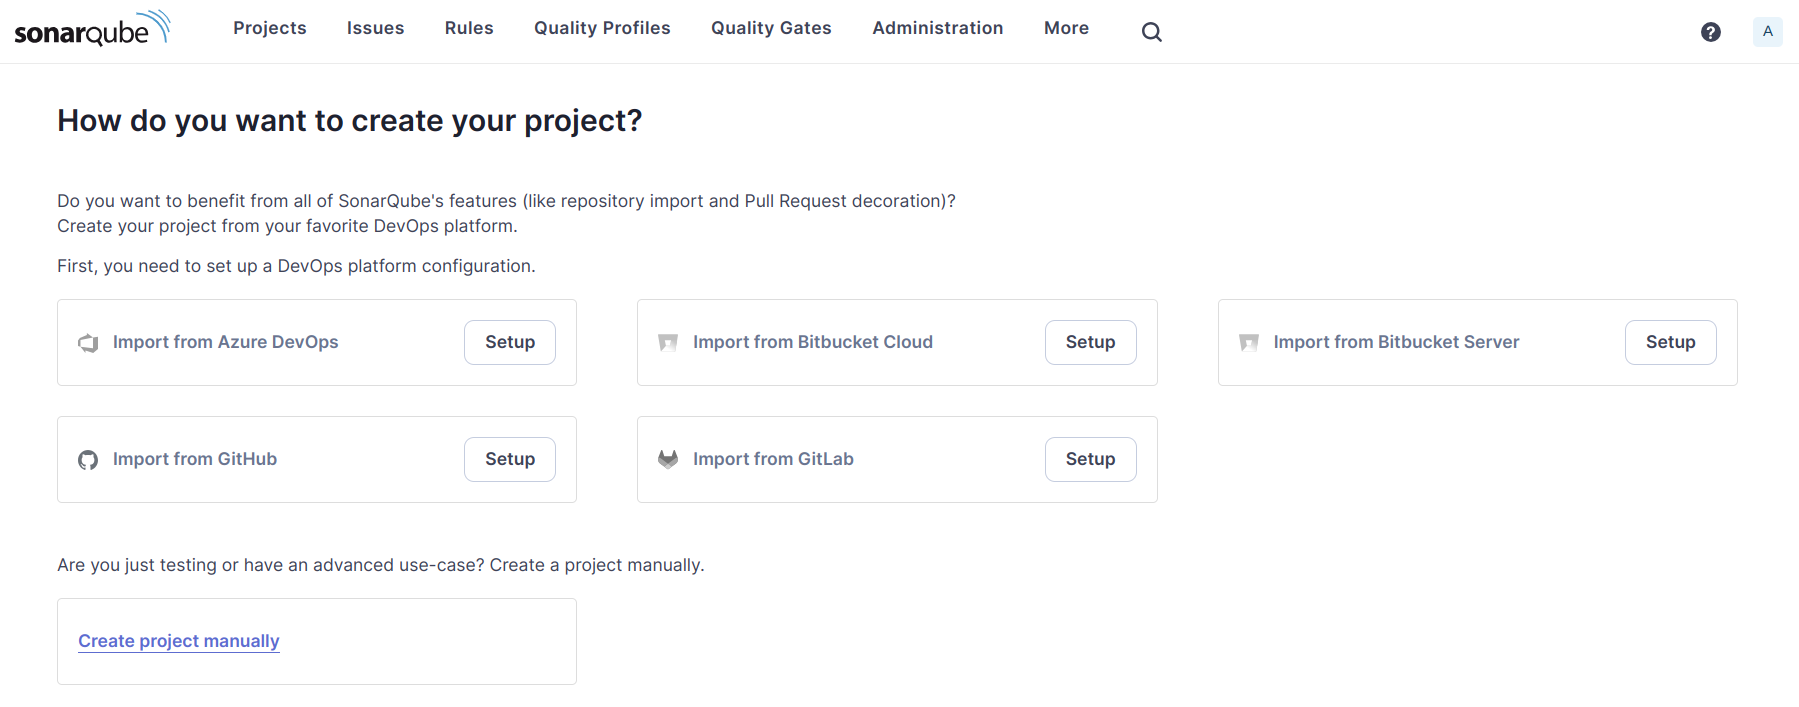 sonarqube Projects Issues Rules Quality Profiles Quality Gates Administration More ? A
How do you want to create your project?
Do you want to benefit from all of SonarQube's features (like repository import and Pull Request decoration)?
Create your project from your favorite DevOps platform.
First, you need to set up a DevOps platform configuration.
Import from Azure DevOps Setup Import from Bitbucket Cloud Setup Import from Bitbucket Server Setup
Import from GitHub Setup Import from GitLab Setup
Are you just testing or have an advanced use-case? Create a project manually.
Create project manually